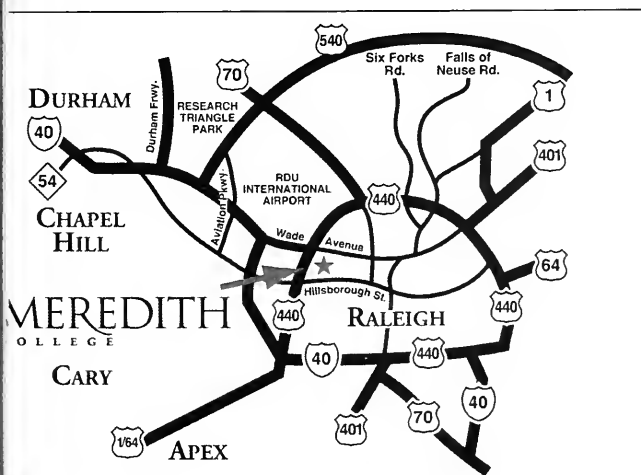 540
Six Forks
Rd.
Falls of
Neuse Rd.
70
1
DURHAM
Durham Frwy.
RESEARCH
TRIANGLE
PARK
40
401
54
RDU
INTERNATIONAL
AIRPORT
Aviation Pkwy.
440
CHAPEL
HILL
Wade Avenue
64
Hillsborough St.
MEREDITH
OLLEGE
440
RALEIGH
440
CARY
40
440
40
401
70
1/64
APEX